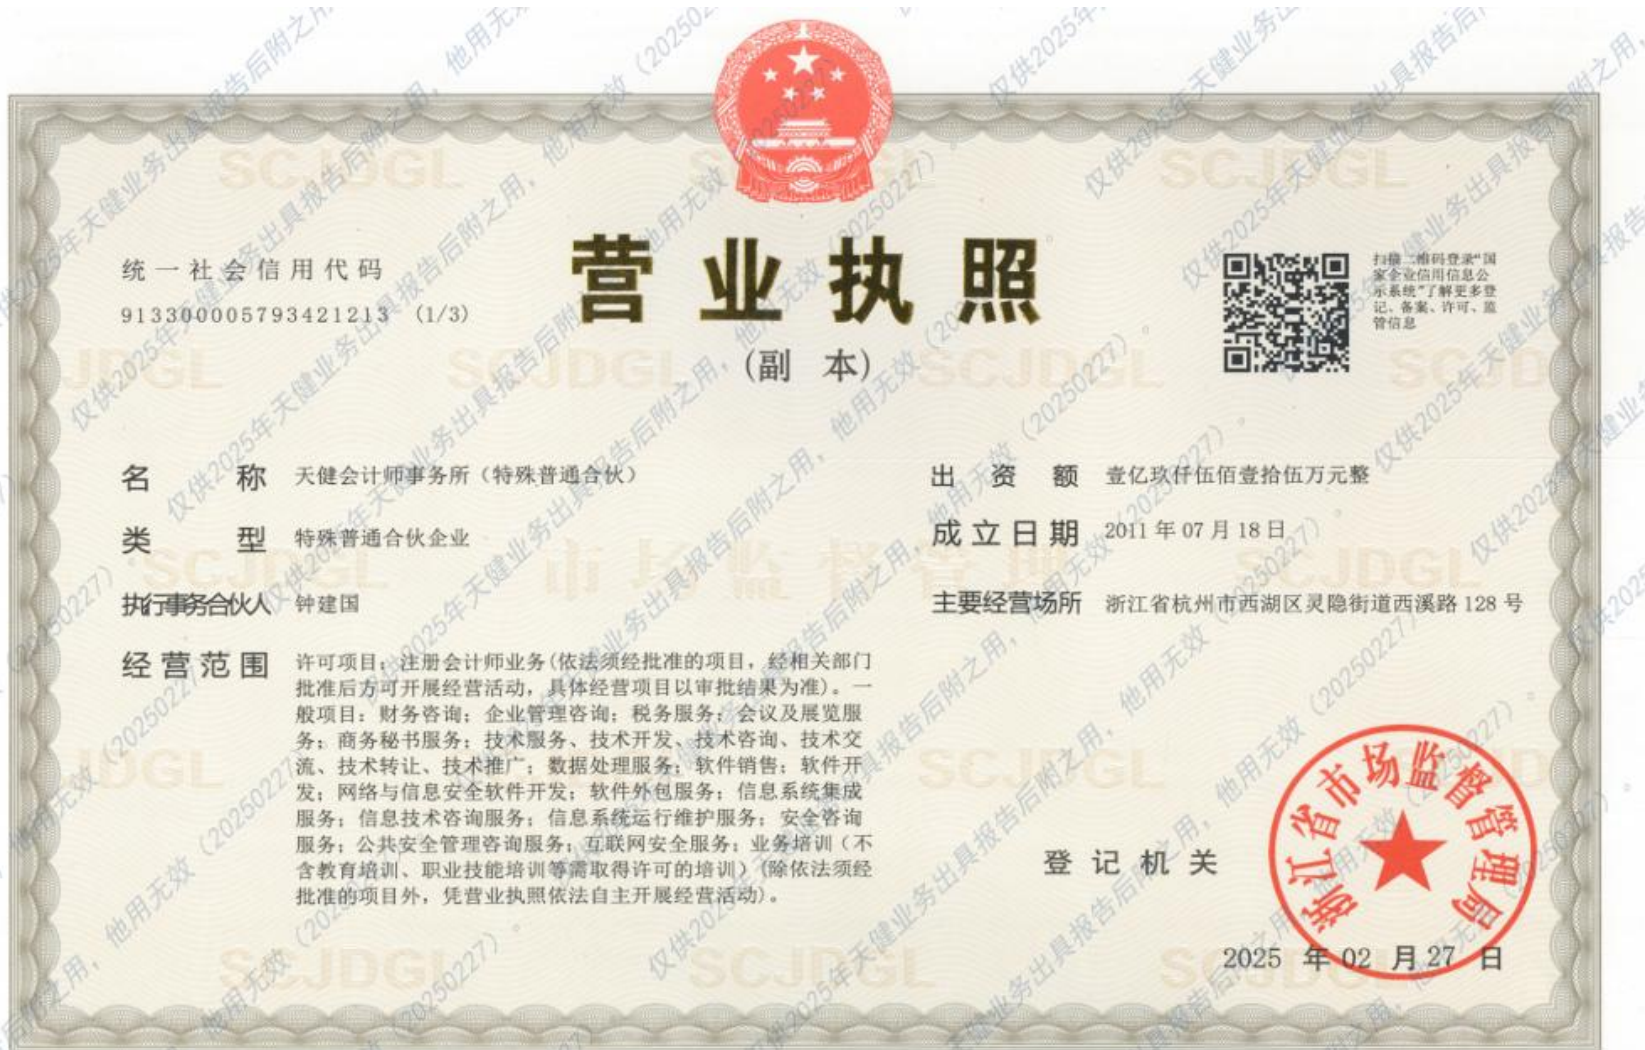 营业执照
(副 本)
统一社会信用代码
913300005793421213 (1/3)
扫描二维码登录“国
家企业信用信息公
示系统”了解更多登
记、备案、许可、监
管信息
名 称 天健会计师事务所（特殊普通合伙）
类 型 特殊普通合伙企业
执行事务合伙人 钟建国
经营范围 许可项目：注册会计师业务(依法须经批准的项目，经相关部门
批准后方可开展经营活动，具体经营项目以审批结果为准)。一
般项目：财务咨询；企业管理咨询；税务服务；会议及展览服
务；商务秘书服务；技术服务、技术开发、技术咨询、技术交
流、技术转让、技术推广；数据处理服务；软件销售；软件开
发；网络与信息安全软件开发；软件外包服务；信息系统集成
服务；信息技术咨询服务；信息系统运行维护服务；安全咨询
服务；公共安全管理咨询服务；互联网安全服务；业务培训（不
含教育培训、职业技能培训等需取得许可的培训）(除依法须经
批准的项目外，凭营业执照依法自主开展经营活动)。
出 资 额 壹亿玖仟伍佰壹拾伍万元整
成立日期 2011 年 07 月 18 日
主要经营场所 浙江省杭州市西湖区灵隐街道西溪路 128 号
登 记 机 关
浙江省市场监督管理局
2025 年 02 月 27 日
SCJDGL
市场监督管理
仅供2025年天健业务出具报告后附之用，他用无效（20250227）。